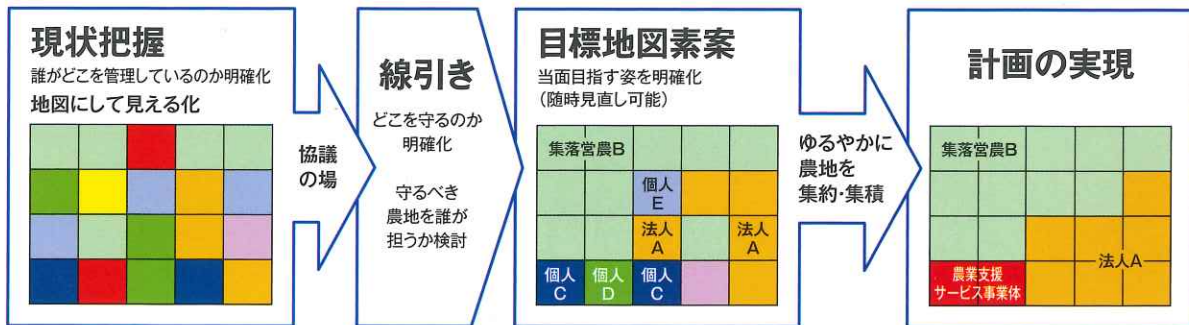 現状把握
誰がどこを管理しているのか明確化
地図にして見える化
協議
の場
線引き
どこを守るのか
明確化
守るべき
農地を誰が
担うか検討
目標地図素案
当面目指す姿を明確化
（随時見直し可能）
集落営農B
個人
E
法人
A
法人
A
個人
C
個人
D
個人
C
ゆるやかに
農地を
集約・集積
計画の実現
集落営農B
法人A
農業支援
サービス事業体